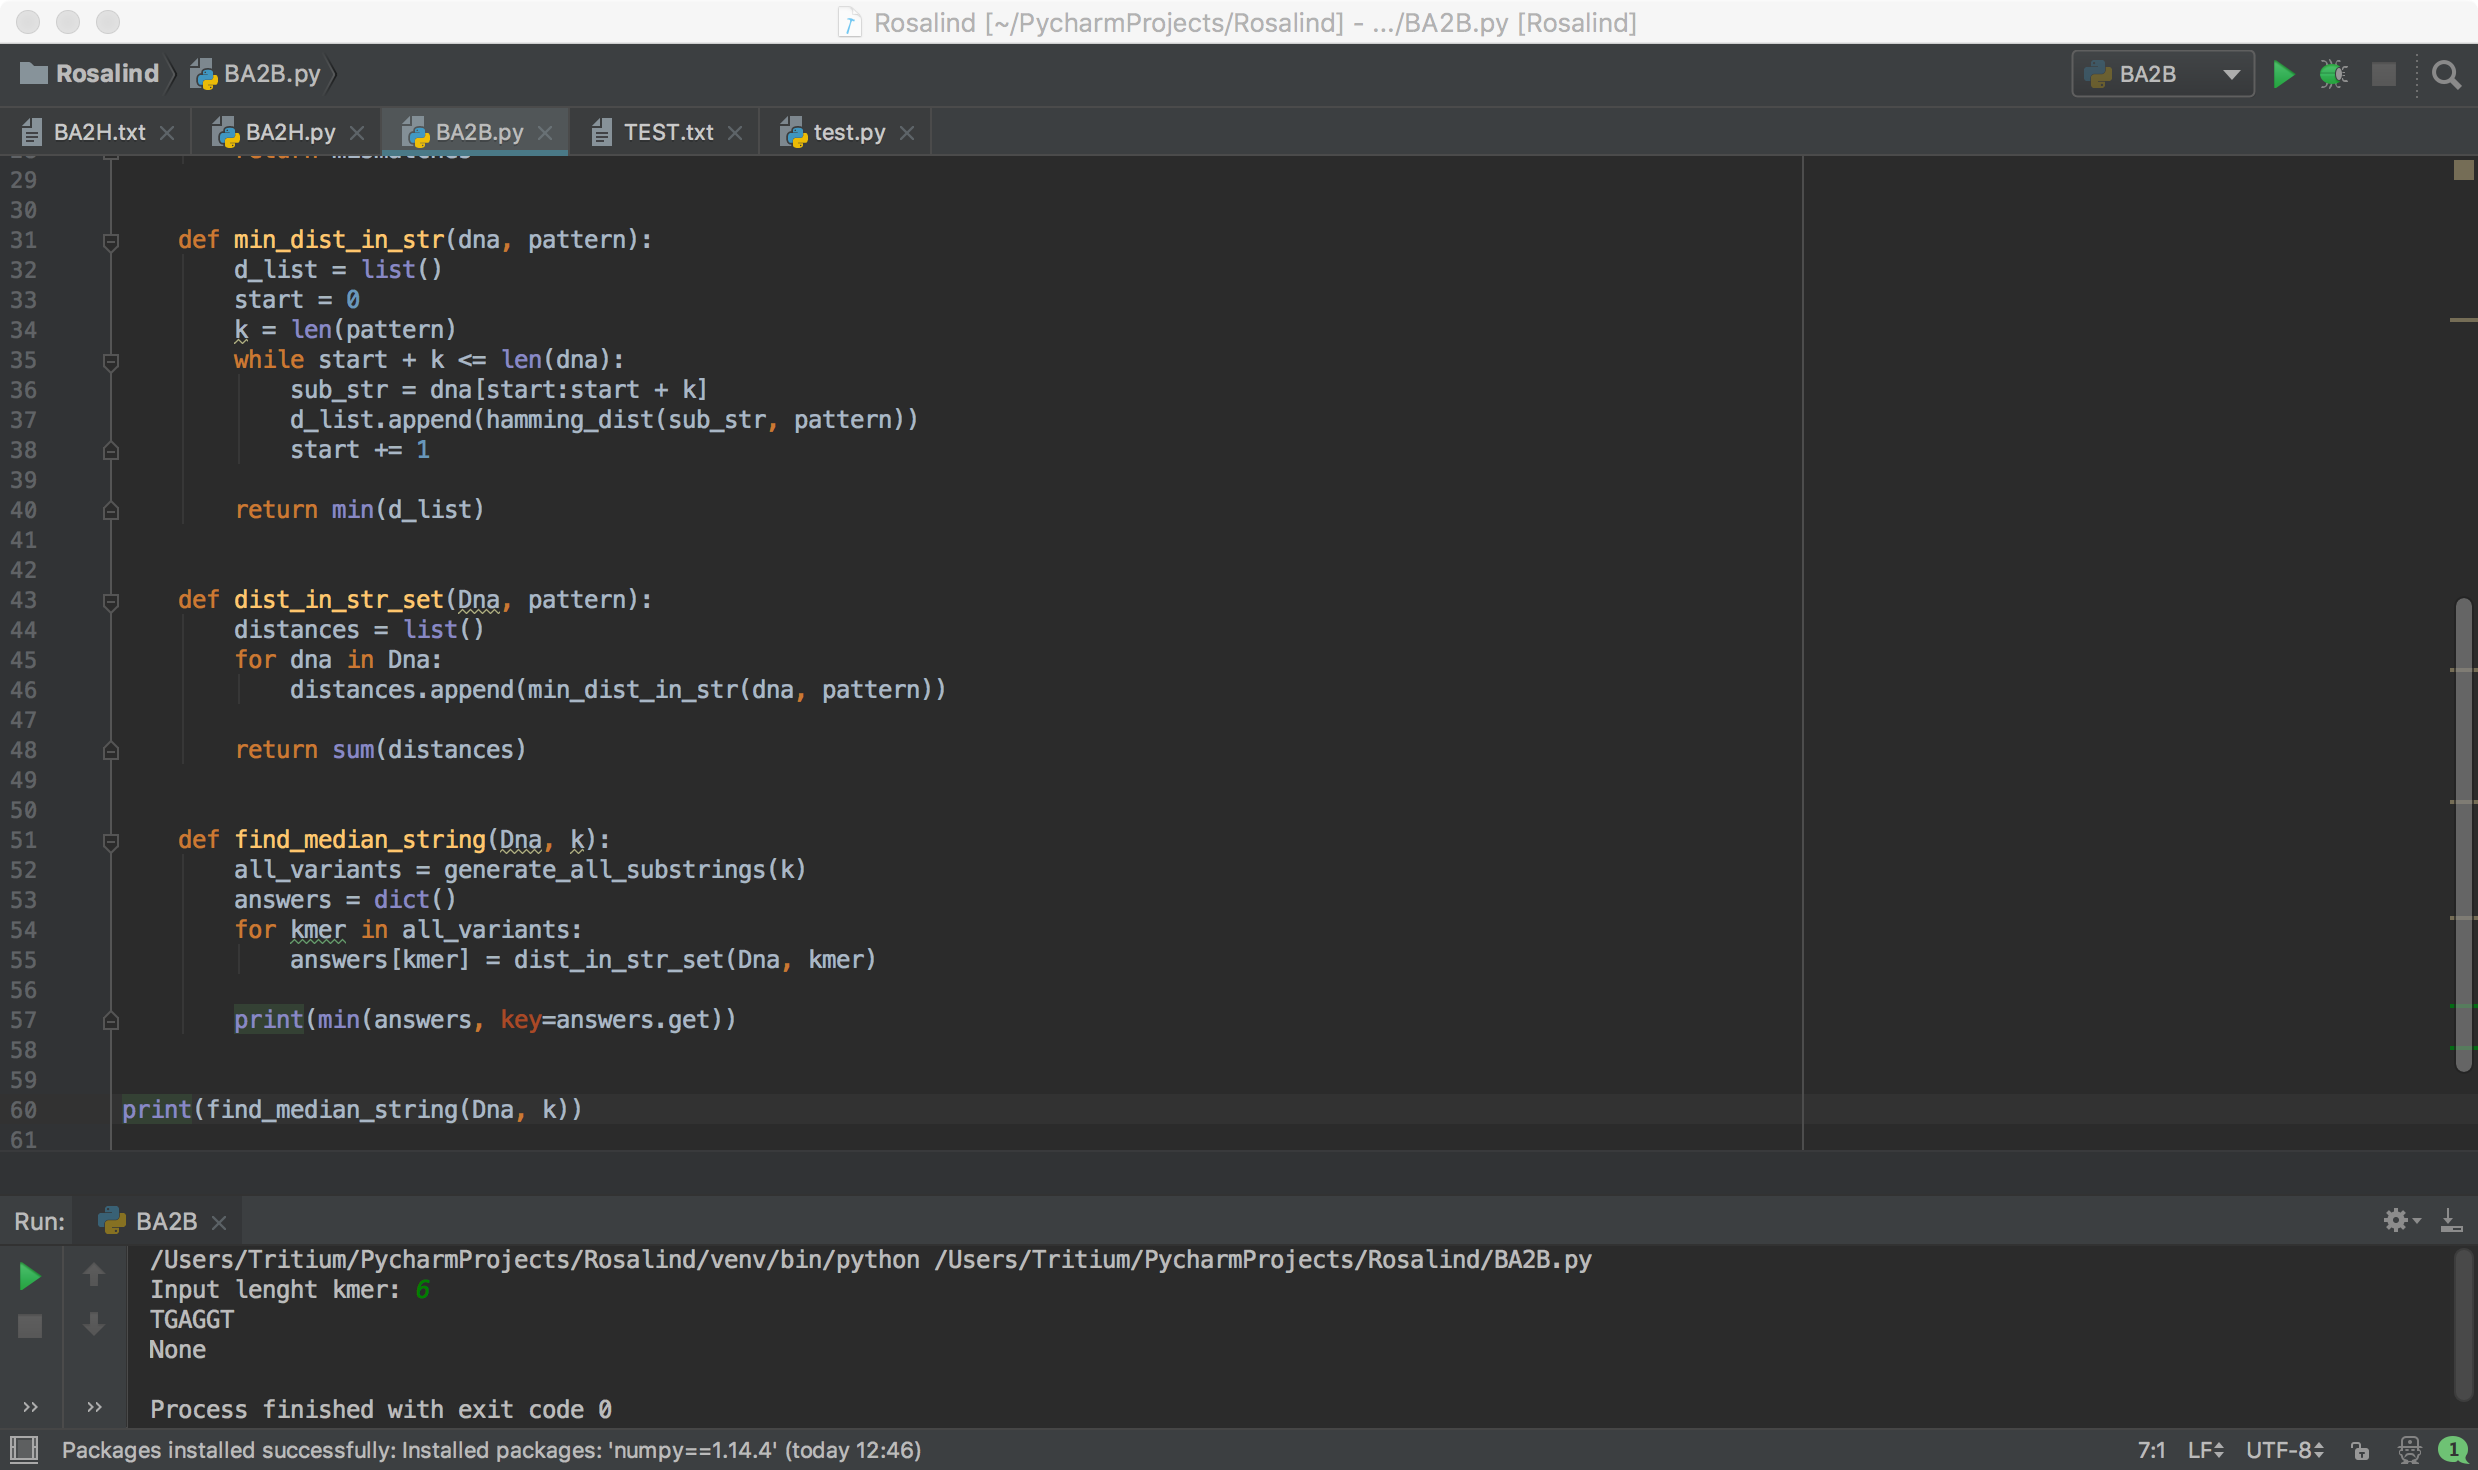 Rosalind [~/PycharmProjects/Rosalind] - .../BA2B.py [Rosalind]
Rosalind BA2B.py BA2B
BA2H.txt BA2H.py BA2B.py TEST.txt test.py
return mismatches
29
30
31 def min_dist_in_str(dna, pattern):
32 d_list = list()
33 start = 0
34 k = len(pattern)
35 while start + k <= len(dna):
36 sub_str = dna[start:start + k]
37 d_list.append(hamming_dist(sub_str, pattern))
38 start += 1
39
40 return min(d_list)
41
42
43 def dist_in_str_set(Dna, pattern):
44 distances = list()
45 for dna in Dna:
46 distances.append(min_dist_in_str(dna, pattern))
47
48 return sum(distances)
49
50
51 def find_median_string(Dna, k):
52 all_variants = generate_all_substrings(k)
53 answers = dict()
54 for kmer in all_variants:
55 answers[kmer] = dist_in_str_set(Dna, kmer)
56
57 print(min(answers, key=answers.get))
58
59
60 print(find_median_string(Dna, k))
61
Run: BA2B
/Users/Tritium/PycharmProjects/Rosalind/venv/bin/python /Users/Tritium/PycharmProjects/Rosalind/BA2B.py
Input lenght kmer: 6
TGAGGT
None
Process finished with exit code 0
Packages installed successfully: Installed packages: 'numpy==1.14.4' (today 12:46) 7:1 LF UTF-8 1